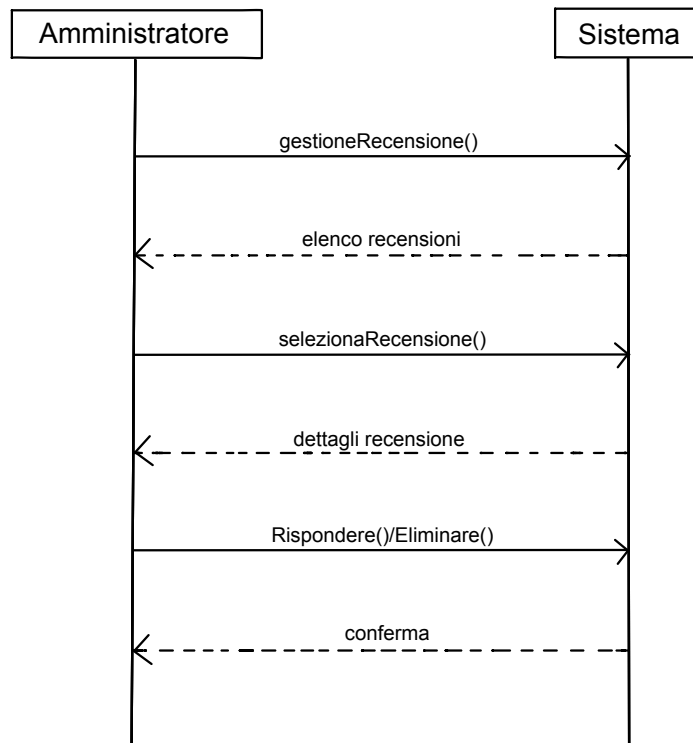 Amministratore
Sistema
gestioneRecensione()
elenco recensioni
selezionaRecensione()
dettagli recensione
Rispondere()/Eliminare()
conferma